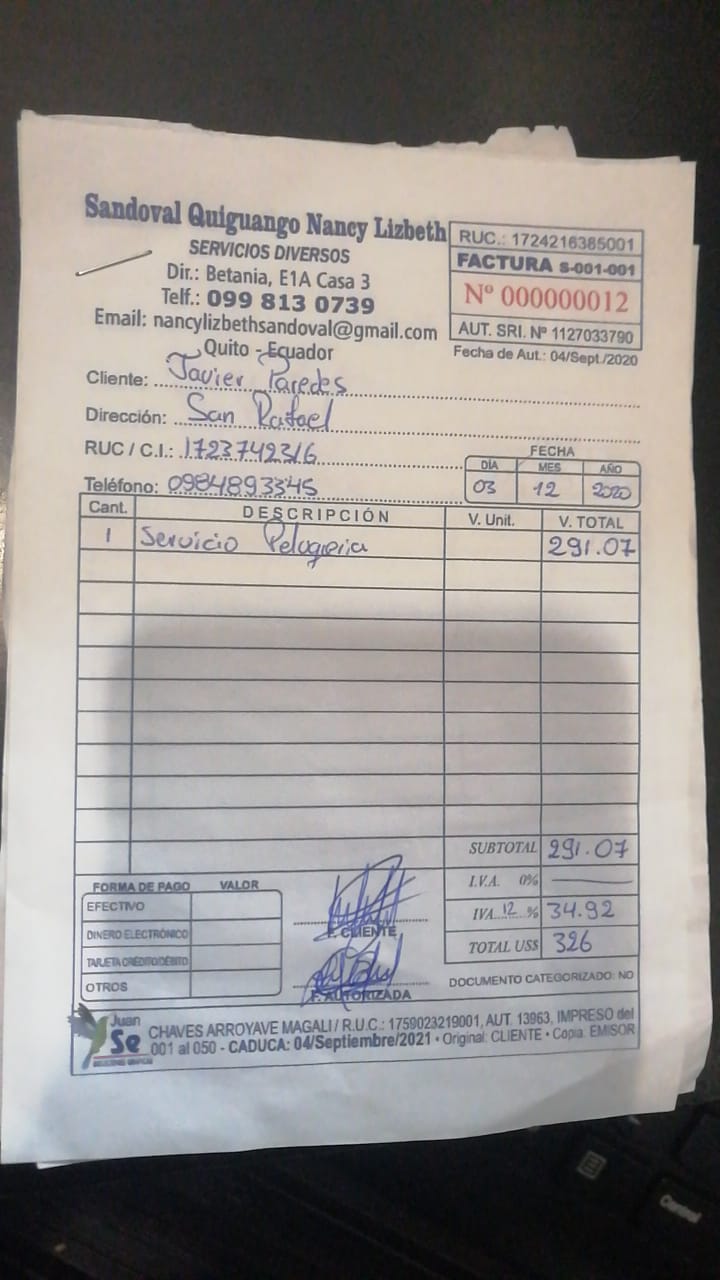 Sandoval Quiguango Nancy Lizbeth
SERVICIOS DIVERSOS
Dir.: Betania, E1A Casa 3
Telf.: 099 813 0739
Email: nancylizbethsandoval@gmail.com
Quito - Ecuador
RUC.: 1724216385001
FACTURA S-001-001
Nº 000000012
AUT. SRI. Nº 1127033790
Fecha de Aut.: 04/Sept./2020
Cliente: Javier Paredes
Dirección: San Rafael
RUC / C.I.: 1723742316
Teléfono: 0984893345
FECHA
DÍA MES AÑO
03 12 2020
Cant. DESCRIPCIÓN V. Unit. V. TOTAL
1 Servicio 291.07
SUBTOTAL 291.07
I.V.A. 0%
IVA 12 % 34.92
TOTAL US$ 326
FORMA DE PAGO VALOR
EFECTIVO
DINERO ELECTRÓNICO
TARJETA CRÉDITO/DÉBITO
OTROS
F. CLIENTE
F. AUTORIZADA
DOCUMENTO CATEGORIZADO: NO
Juan
Se
CHAVES ARROYAVE MAGALI / R.U.C.: 1759023219001, AUT. 13963, IMPRESO del
001 al 050 - CADUCA: 04/Septiembre/2021 • Original: CLIENTE • Copia: EMISOR
Control